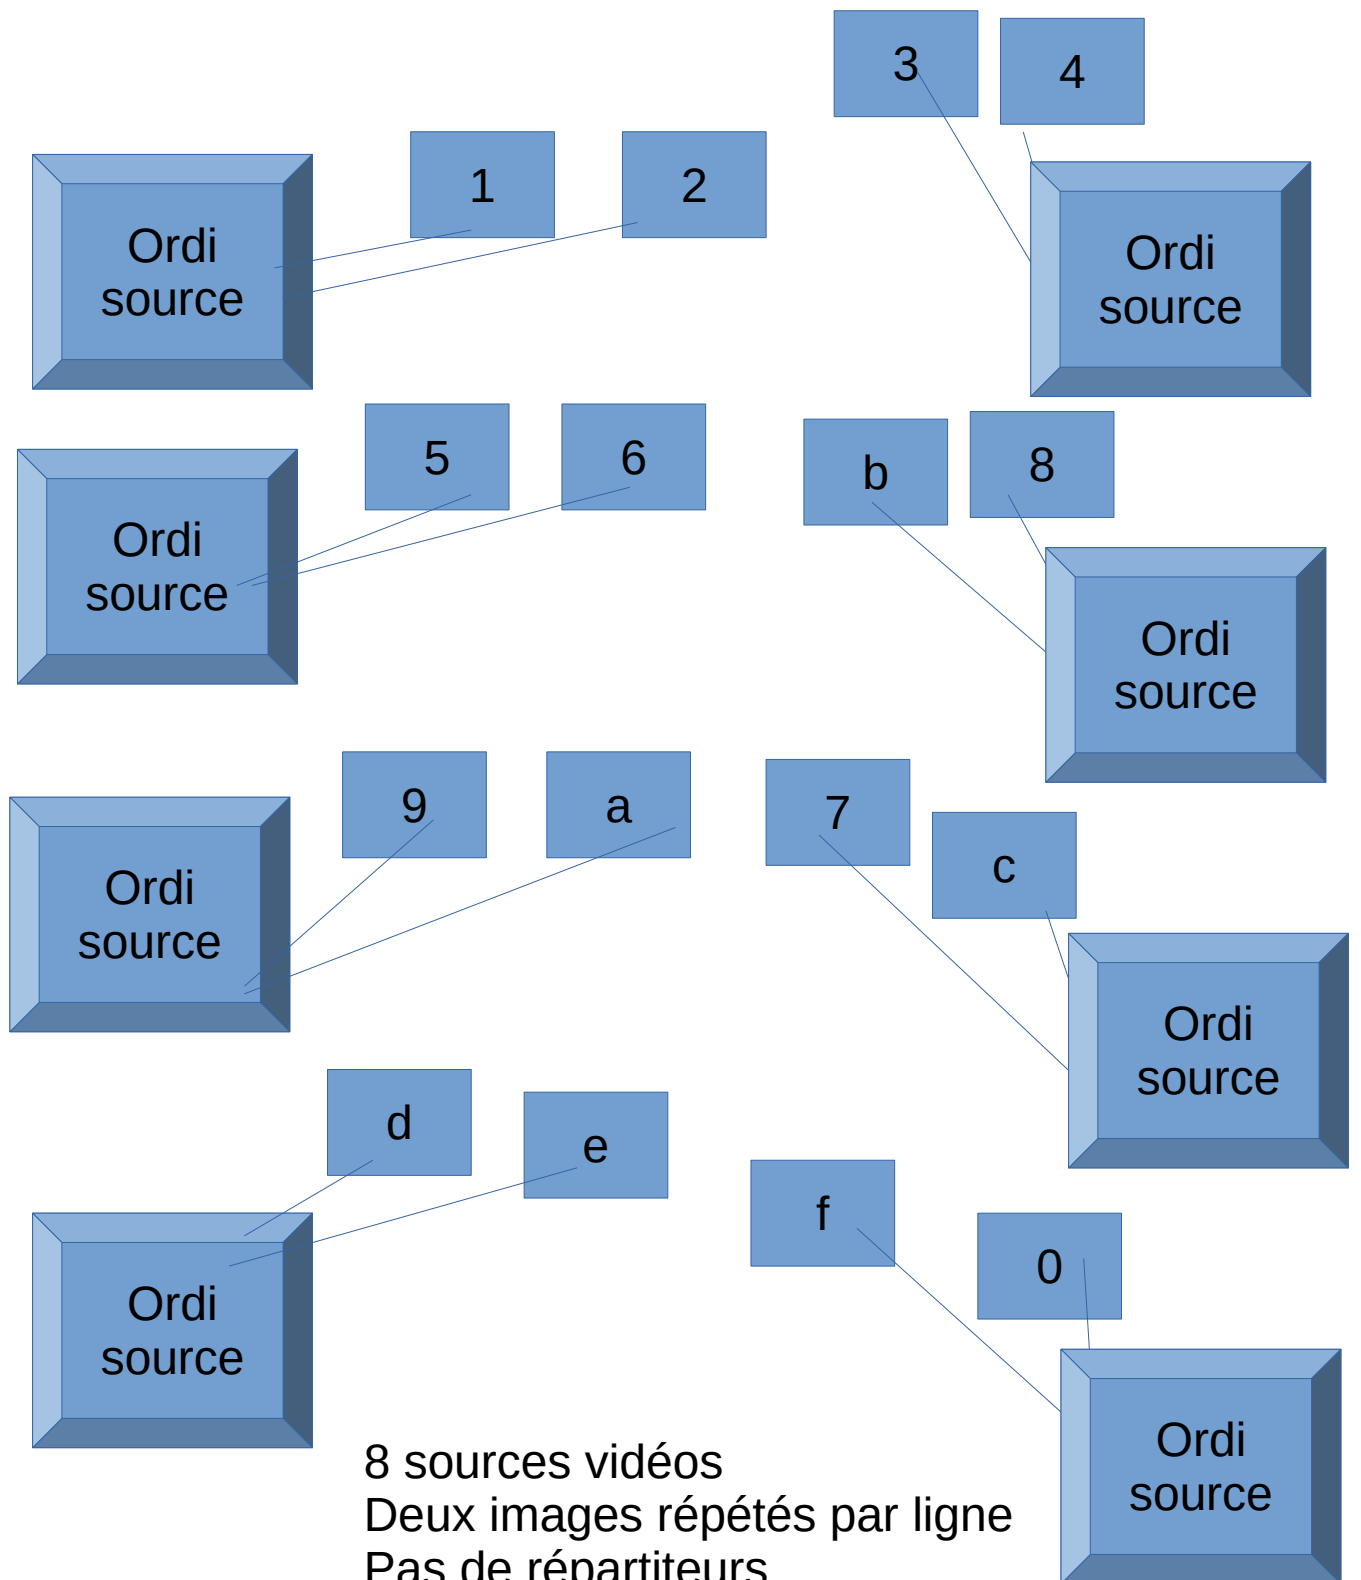 3
4
1
2
Ordi
source
Ordi
source
5
6
b
8
Ordi
source
Ordi
source
9
a
7
c
Ordi
source
Ordi
source
d
e
f
0
Ordi
source
Ordi
source
8 sources vidéos
Deux images répétés par ligne
Pas de répartiteurs